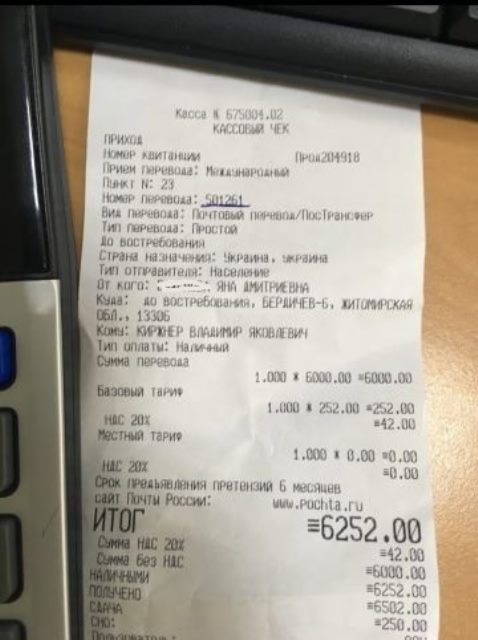 Касса № 675004.02
КАССОВЫЙ ЧЕК
ПРИХОД
Номер квитанции Прод204918
Прием перевода: Международный
Пункт N: 23
Номер перевода: 501261
Вид перевода: Почтовый перевод/ПосТрансфер
Тип перевода: Простой
До востребования
Страна назначения: Украина, украина
Тип отправителя: Население
От кого: ЯНА ДМИТРИЕВНА
Куда: до востребования, БЕРДИЧЕВ-6, ЖИТОМИРСКАЯ
ОБЛ., 13306
Кому: КИРЖНЕР ВЛАДИМИР ЯКОВЛЕВИЧ
Тип оплаты: Наличный
Сумма перевода
1.000 * 6000.00 =6000.00
Базовый тариф
1.000 * 252.00 =252.00
НДС 20% =42.00
Местный тариф
1.000 * 0.00 =0.00
НДС 20% =0.00
Срок предъявления претензий 6 месяцев
сайт Почты России: www.pochta.ru
ИТОГ =6252.00
Сумма НДС 20% =42.00
Сумма без НДС =6000.00
НАЛИЧНЫМИ =6252.00
ПОЛУЧЕНО =6502.00
СДАЧА =250.00
СНО: